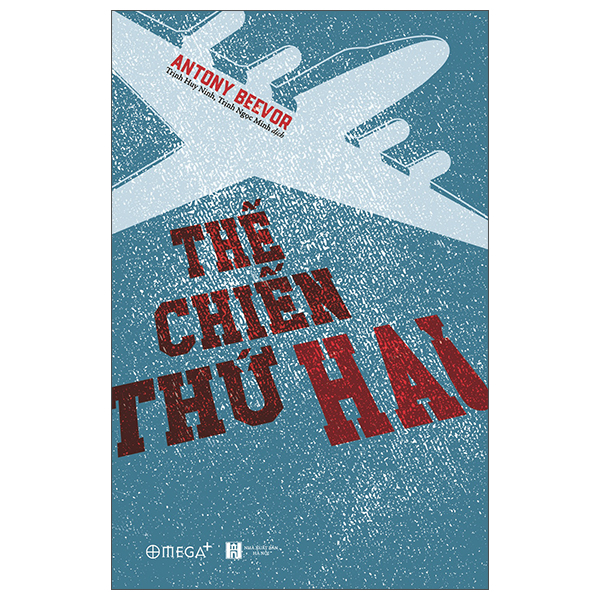 ANTONY BEEVOR
Trịnh Huy Ninh, Trịnh Ngọc Minh dịch
THẾ
CHIẾN
THỨ HAI
OMEGA+
NHÀ XUẤT BẢN
HÀ NỘI